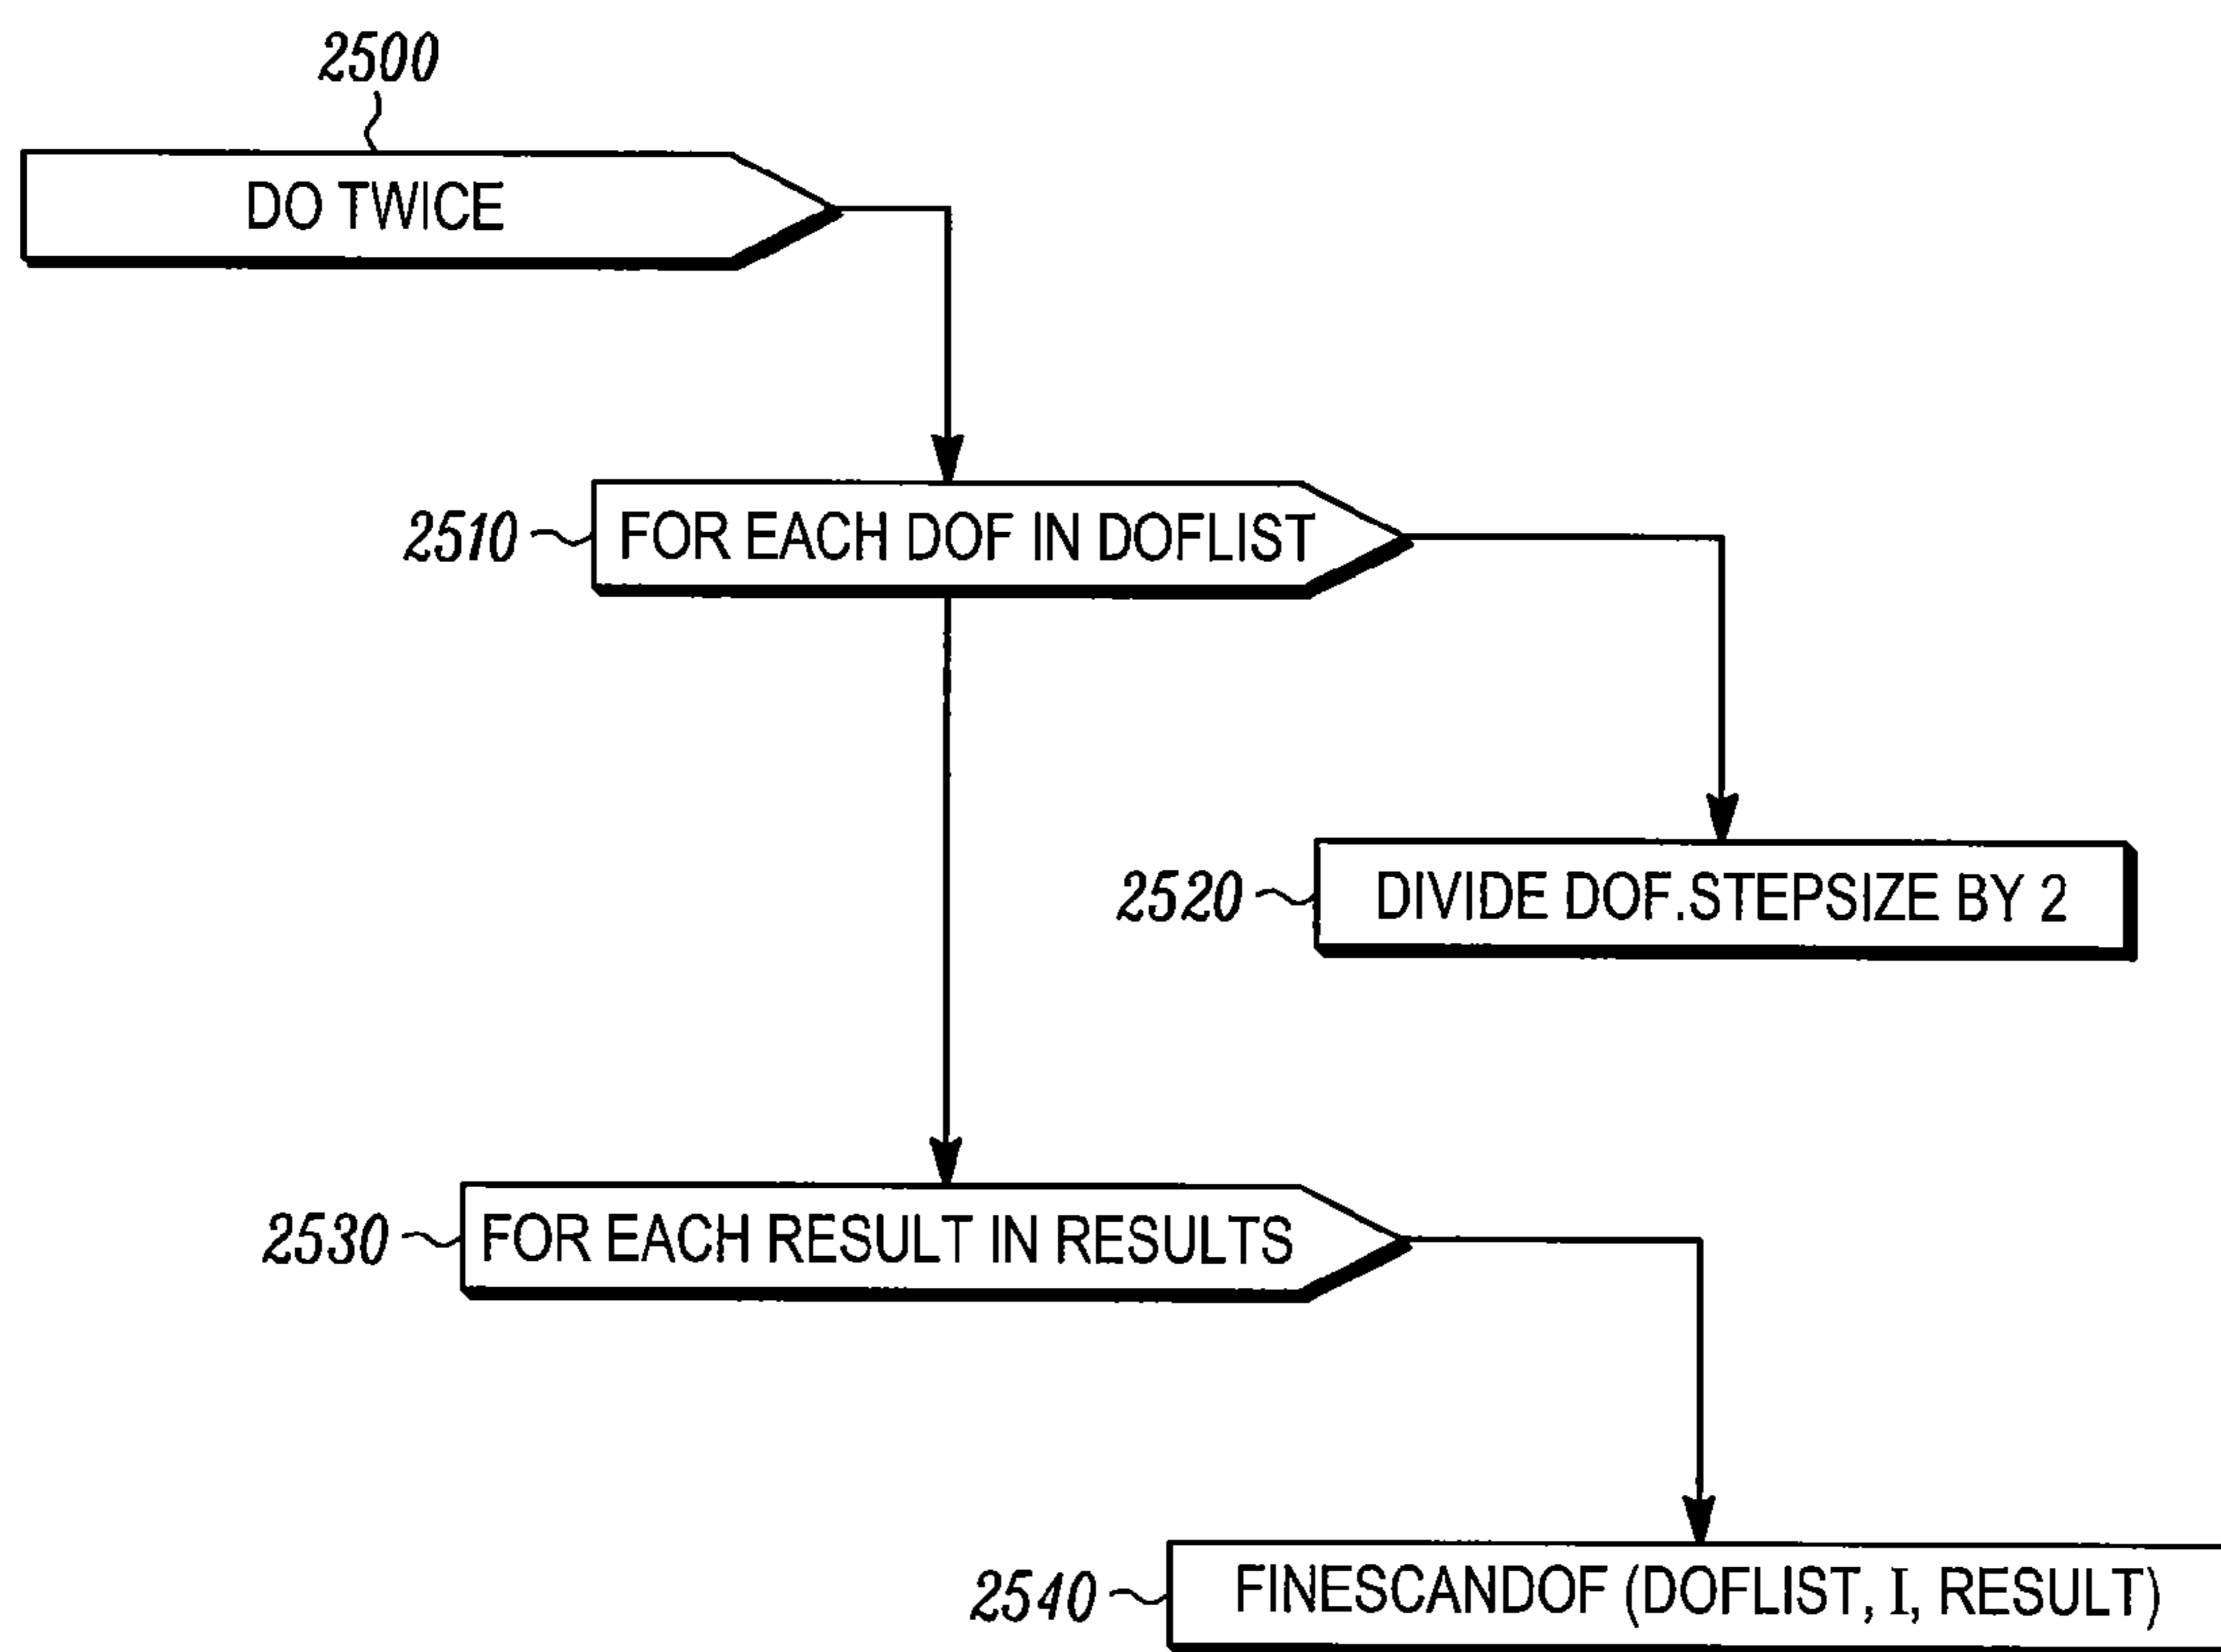 2500
DO TWICE
2510
FOR EACH DOF IN DOFLIST
2520
DIVIDE DOF.STEPSIZE BY 2
2530
FOR EACH RESULT IN RESULTS
2540
FINESCANDOF (DOFLIST, I, RESULT)